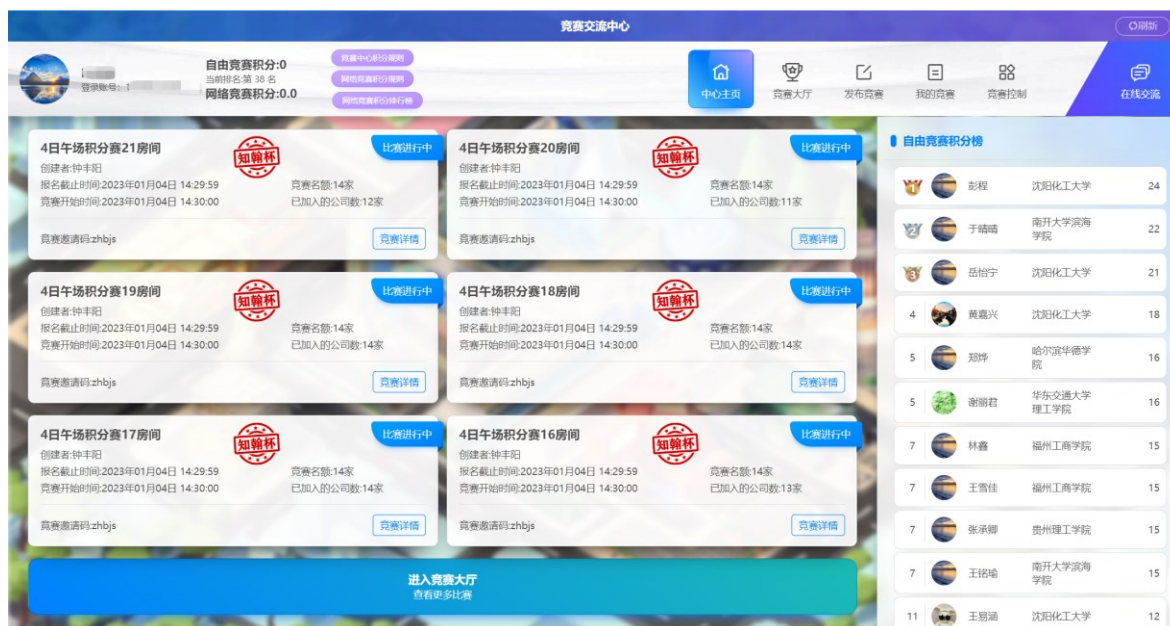 竞赛交流中心
刷新
登录账号：
自由竞赛积分:0
当前排名:第 38 名
网络竞赛积分:0.0
竞赛中心积分规则
网络竞赛积分规则
网络竞赛积分排行榜
中心主页
竞赛大厅
发布竞赛
我的竞赛
竞赛控制
在线交流
4日午场积分赛21房间
知翰杯
比赛进行中
创建者:钟丰阳
报名截止时间:2023年01月04日 14:29:59
竞赛名额:14家
竞赛开始时间:2023年01月04日 14:30:00
已加入的公司数:12家
竞赛邀请码:zhbjs
竞赛详情
4日午场积分赛20房间
知翰杯
比赛进行中
创建者:钟丰阳
报名截止时间:2023年01月04日 14:29:59
竞赛名额:14家
竞赛开始时间:2023年01月04日 14:30:00
已加入的公司数:11家
竞赛邀请码:zhbjs
竞赛详情
4日午场积分赛19房间
知翰杯
比赛进行中
创建者:钟丰阳
报名截止时间:2023年01月04日 14:29:59
竞赛名额:14家
竞赛开始时间:2023年01月04日 14:30:00
已加入的公司数:14家
竞赛邀请码:zhbjs
竞赛详情
4日午场积分赛18房间
知翰杯
比赛进行中
创建者:钟丰阳
报名截止时间:2023年01月04日 14:29:59
竞赛名额:14家
竞赛开始时间:2023年01月04日 14:30:00
已加入的公司数:14家
竞赛邀请码:zhbjs
竞赛详情
4日午场积分赛17房间
知翰杯
比赛进行中
创建者:钟丰阳
报名截止时间:2023年01月04日 14:29:59
竞赛名额:14家
竞赛开始时间:2023年01月04日 14:30:00
已加入的公司数:14家
竞赛邀请码:zhbjs
竞赛详情
4日午场积分赛16房间
知翰杯
比赛进行中
创建者:钟丰阳
报名截止时间:2023年01月04日 14:29:59
竞赛名额:14家
竞赛开始时间:2023年01月04日 14:30:00
已加入的公司数:13家
竞赛邀请码:zhbjs
竞赛详情
进入竞赛大厅
查看更多比赛
自由竞赛积分榜
1 彭程 沈阳化工大学 24
2 于晴晴 南开大学滨海
学院 22
3 岳怡宁 沈阳化工大学 21
4 黄嘉兴 沈阳化工大学 18
5 郑烨 哈尔滨华德学
院 16
5 谢丽君 华东交通大学
理工学院 16
7 林鑫 福州工商学院 15
7 王雪佳 福州工商学院 15
7 张承卿 贵州理工学院 15
7 王铭瑜 南开大学滨海
学院 15
11 王易涵 沈阳化工大学 12